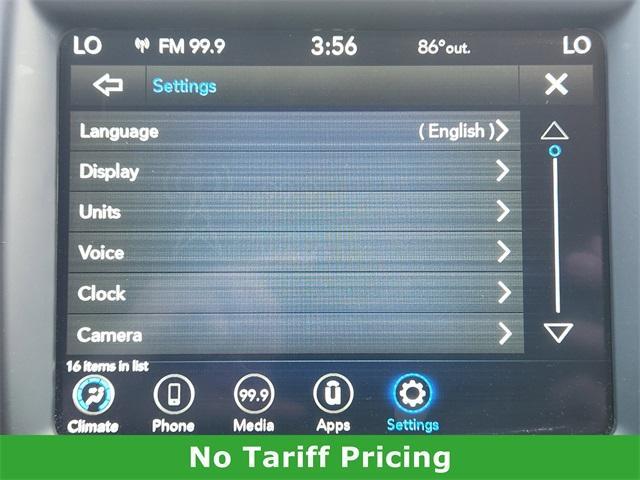 LO FM 99.9 3:56 86°out. LO
Settings
Language ( English )
Display
Units
Voice
Clock
Camera
16 items in list
99.9
Climate Phone Media Apps Settings
No Tariff Pricing